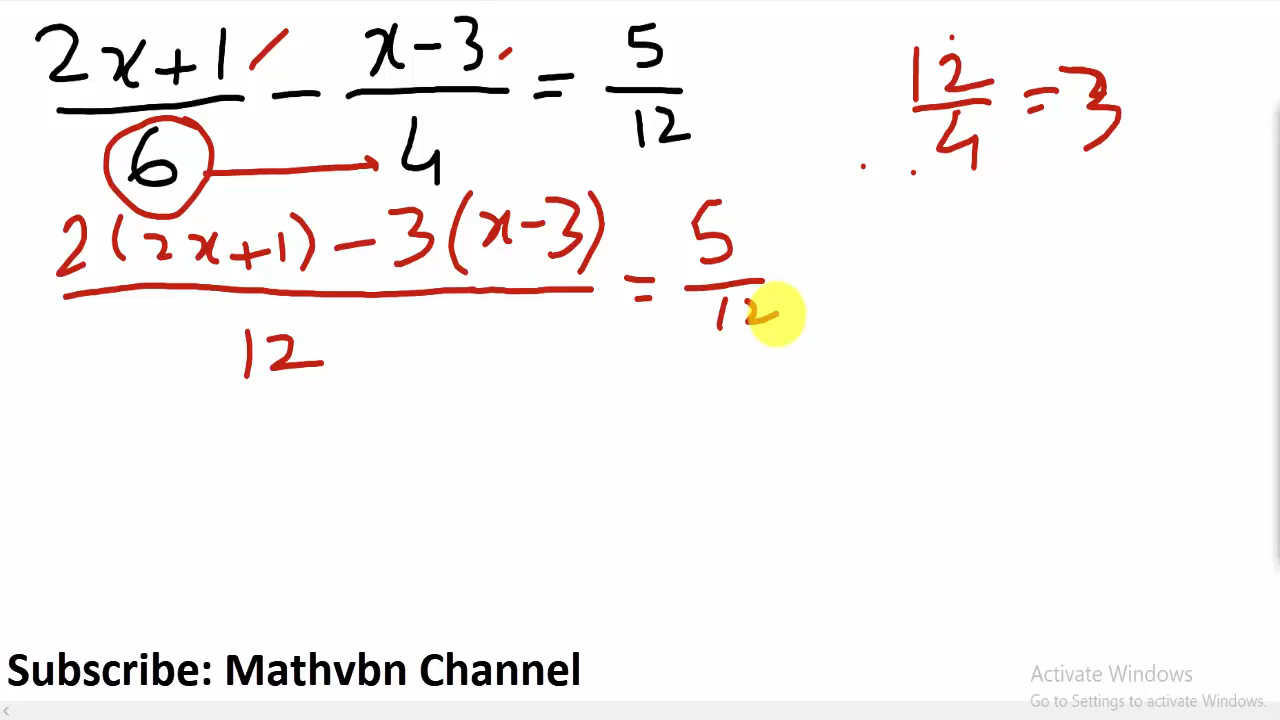 (2x+1)/6 - (x-3)/4 = 5/12
12/4 = 3
(2(2x+1) - 3(x-3))/12 = 5/12
Subscribe: Mathvbn Channel
Activate Windows
Go to Settings to activate Windows.